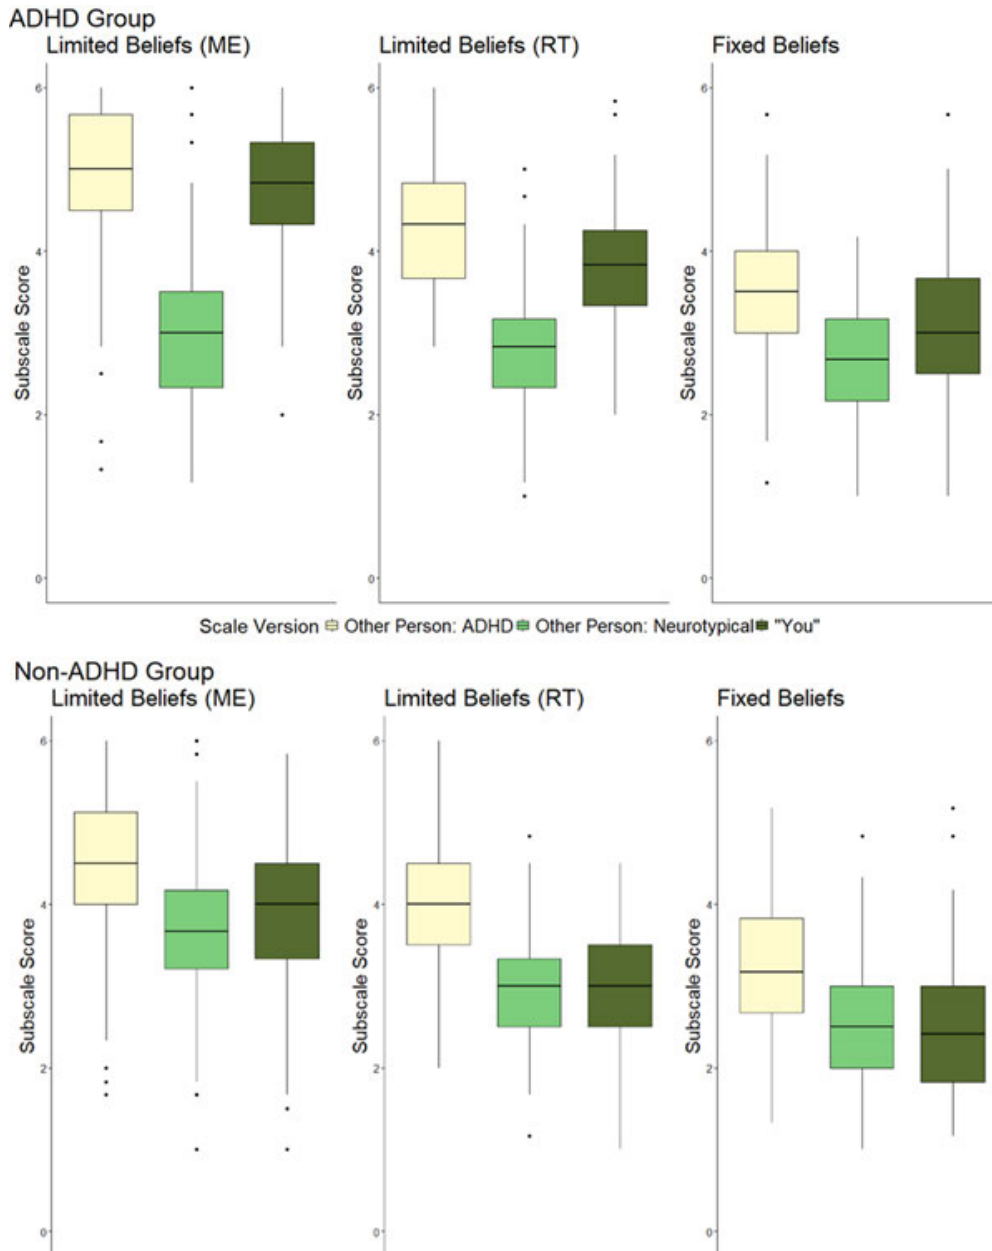 ADHD Group
Limited Beliefs (ME)
Limited Beliefs (RT)
Fixed Beliefs
Subscale Score
6
4
2
0
Subscale Score
6
4
2
0
Subscale Score
6
4
2
0
Scale Version Other Person: ADHD Other Person: Neurotypical "You"
Non-ADHD Group
Limited Beliefs (ME)
Limited Beliefs (RT)
Fixed Beliefs
Subscale Score
6
4
2
0
Subscale Score
6
4
2
0
Subscale Score
6
4
2
0